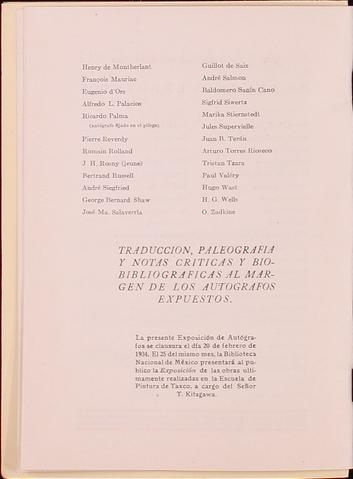 Henry de Montherlant
François Mauriac
Eugenio d'Ors
Alfredo L. Palacios
Ricardo Palma
(autógrafo fijado en el pliego)
Pierre Reverdy
Romain Rolland
J H. Rosny (jeune)
Bertrand Russell
André Siegfried
George Bernard Shaw
José Ma. Salaverría
Guillot de Saix
André Salmon
Baldomero Sanín Cano
Sigfrid Siwertz
Marika Stiernstedt
Jules Supervielle
Juan B. Terán
Arturo Torres Rioseco
Tristan Tzara
Paul Valéry
Hugo Wast
H. G. Wells
O. Zadkine
TRADUCCION, PALEOGRAFIA
Y NOTAS CRITICAS Y BIO-
BIBLIOGRAFICAS AL MAR-
GEN DE LOS AUTOGRAFOS
EXPUESTOS.
La presente Exposición de Autógra-
fos se clausura el día 20 de febrero de
1934. El 25 del mismo mes, la Biblioteca
Nacional de México presentará al pú-
blico la Exposición de las obras ulti-
mamente realizadas en la Escuela de
Pintura de Taxco, a cargo del Señor
T. Kitagawa.